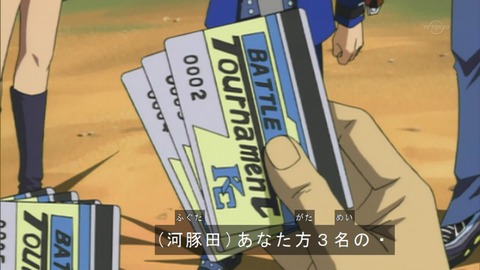 0002
BATTLE
Tournament
KC
BATTLE
Tourn
ふぐた がた めい
(河豚田)あなた方3名の・